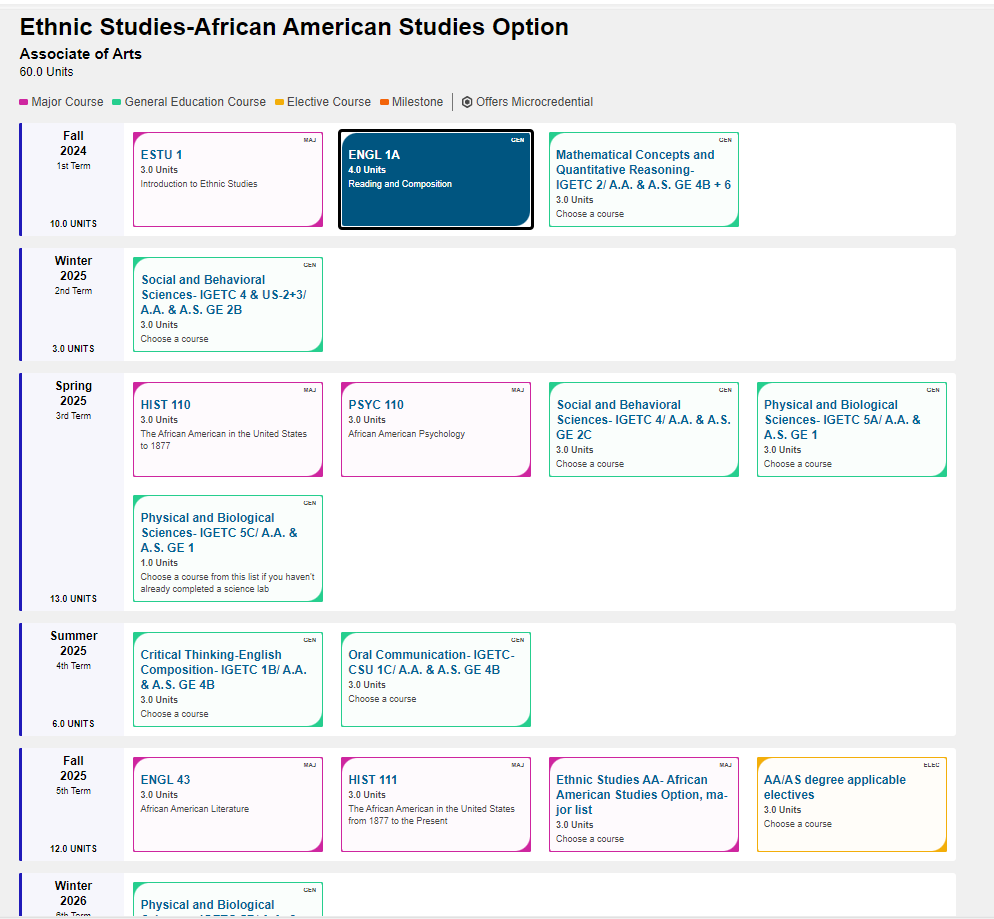 Ethnic Studies-African American Studies Option
Associate of Arts
60.0 Units
Major Course General Education Course Elective Course Milestone Offers Microcredential
Fall
2024
1st Term
10.0 UNITS
MAJ
ESTU 1
3.0 Units
Introduction to Ethnic Studies
GEN
ENGL 1A
4.0 Units
Reading and Composition
GEN
Mathematical Concepts and
Quantitative Reasoning-
IGETC 2/ A.A. & A.S. GE 4B + 6
3.0 Units
Choose a course
Winter
2025
2nd Term
3.0 UNITS
GEN
Social and Behavioral
Sciences- IGETC 4 & US-2+3/
A.A. & A.S. GE 2B
3.0 Units
Choose a course
Spring
2025
3rd Term
13.0 UNITS
MAJ
HIST 110
3.0 Units
The African American in the United States
to 1877
MAJ
PSYC 110
3.0 Units
African American Psychology
GEN
Social and Behavioral
Sciences- IGETC 4/ A.A. & A.S.
GE 2C
3.0 Units
Choose a course
GEN
Physical and Biological
Sciences- IGETC 5A/ A.A. &
A.S. GE 1
3.0 Units
Choose a course
GEN
Physical and Biological
Sciences- IGETC 5C/ A.A. &
A.S. GE 1
1.0 Units
Choose a course from this list if you haven't
already completed a science lab
Summer
2025
4th Term
6.0 UNITS
GEN
Critical Thinking-English
Composition- IGETC 1B/ A.A.
& A.S. GE 4B
3.0 Units
Choose a course
GEN
Oral Communication- IGETC-
CSU 1C/ A.A. & A.S. GE 4B
3.0 Units
Choose a course
Fall
2025
5th Term
12.0 UNITS
MAJ
ENGL 43
3.0 Units
African American Literature
MAJ
HIST 111
3.0 Units
The African American in the United States
from 1877 to the Present
MAJ
Ethnic Studies AA- African
American Studies Option, ma-
jor list
3.0 Units
Choose a course
ELEC
AA/AS degree applicable
electives
3.0 Units
Choose a course
Winter
2026
6th Term
GEN
Physical and Biological